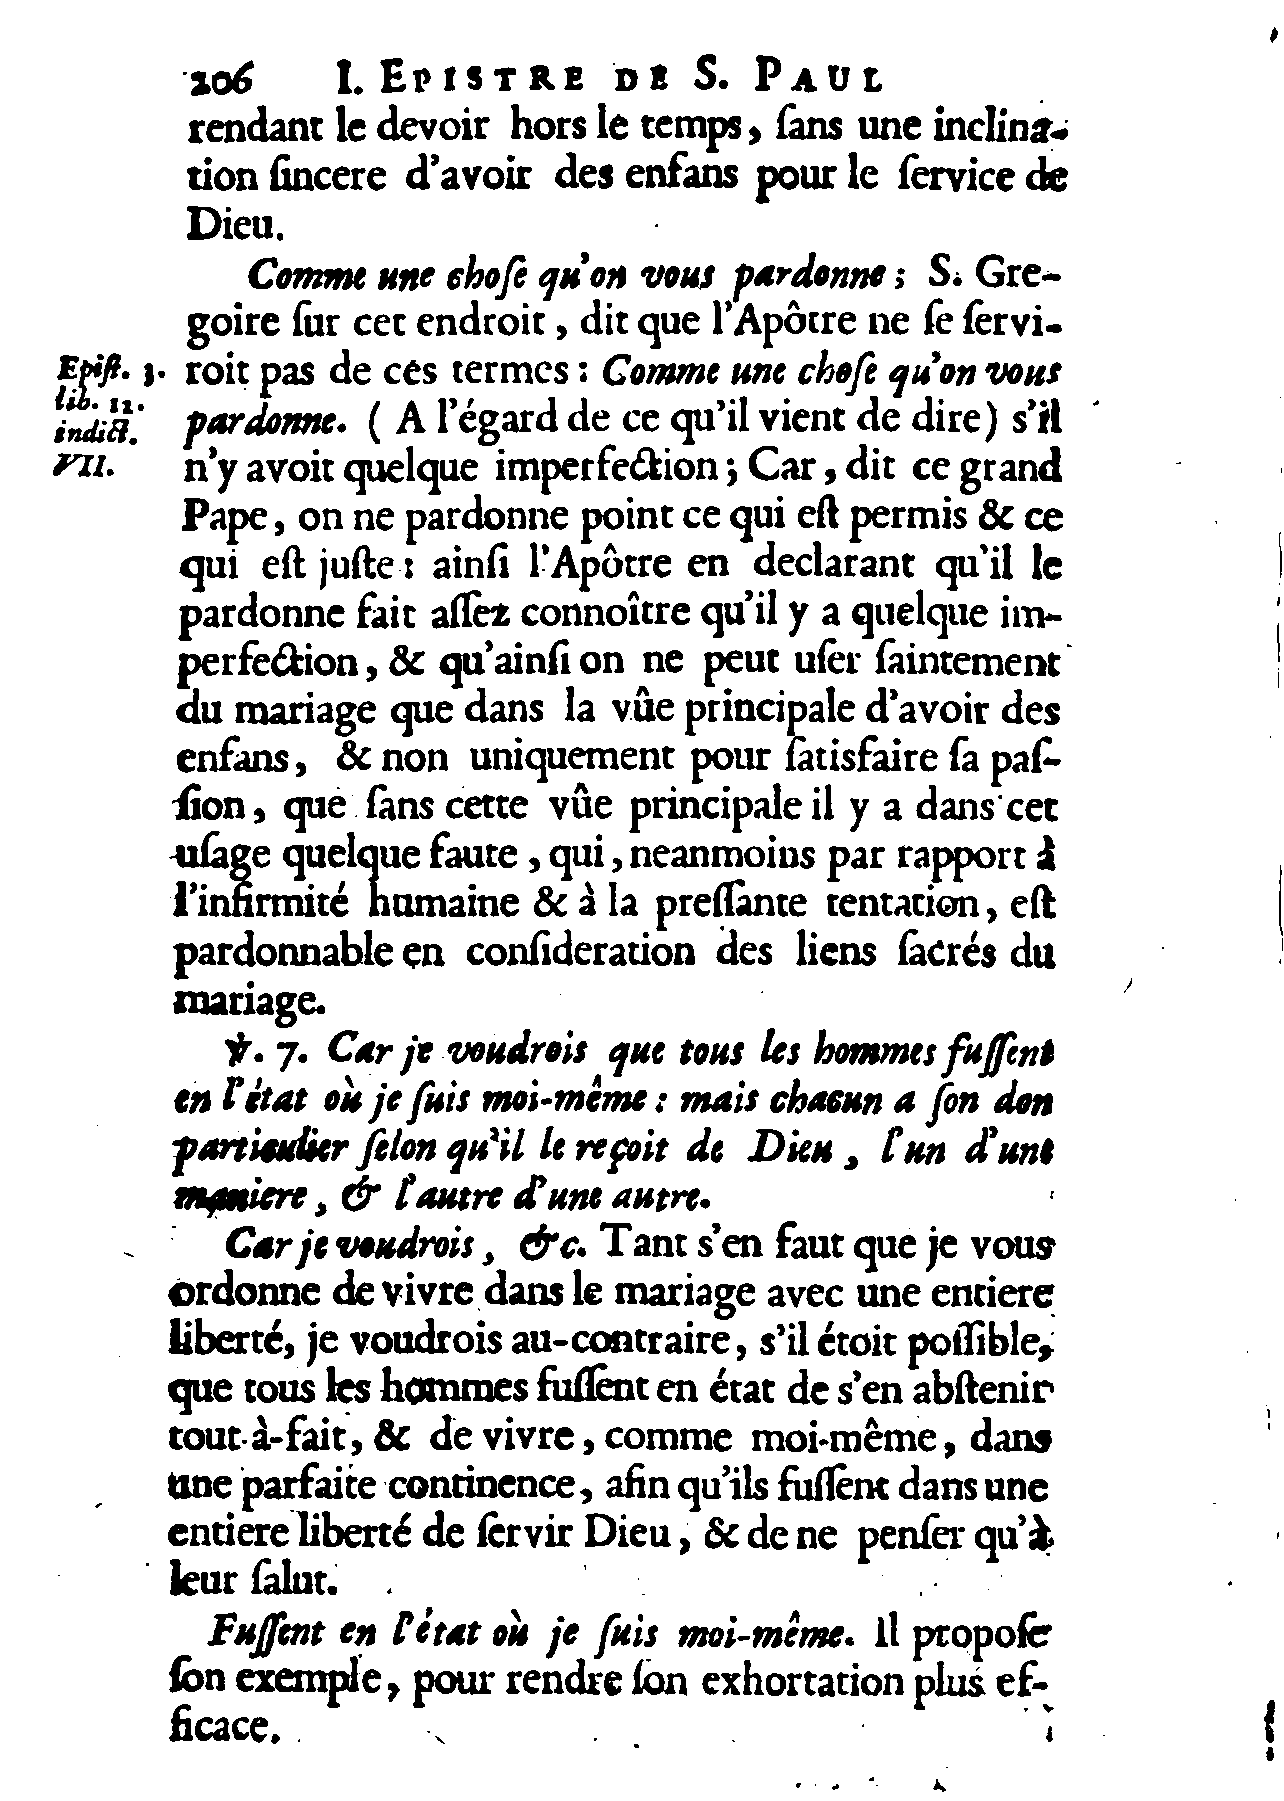 206 I. EPISTRE DE S. PAUL
rendant le devoir hors le temps, ſans une inclina-
tion ſincere d'avoir des enfans pour le ſervice de
Dieu.
Comme une choſe qu'on vous pardonne; S. Gre-
goire ſur cet endroit, dit que l'Apôtre ne ſe ſervi-
roit pas de ces termes: Comme une choſe qu'on vous
pardonne. (A l'égard de ce qu'il vient de dire) s'il
n'y avoit quelque imperfection; Car, dit ce grand
Pape, on ne pardonne point ce qui eſt permis & ce
qui eſt juſte: ainſi l'Apôtre en declarant qu'il le
pardonne fait aſſez connoître qu'il y a quelque im-
perfection, & qu'ainſi on ne peut uſer ſaintement
du mariage que dans la vûe principale d'avoir des
enfans, & non uniquement pour ſatisfaire ſa paſ-
ſion, que ſans cette vûe principale il y a dans cet
uſage quelque faute, qui, neanmoins par rapport à
l'infirmité humaine & à la preſſante tentation, eſt
pardonnable en conſideration des liens ſacrés du
mariage.
Epiſt. 3.
lib. 12.
indict.
VII.
℣. 7. Car je voudrois que tous les hommes fuſſent
en l'état où je ſuis moi-même: mais chacun a ſon don
particulier ſelon qu'il le reçoit de Dieu, l'un d'une
maniere, & l'autre d'une autre.
Car je voudrois, &c. Tant s'en faut que je vous
ordonne de vivre dans le mariage avec une entiere
liberté, je voudrois au-contraire, s'il étoit poſſible,
que tous les hommes fuſſent en état de s'en abſtenir
tout-à-fait, & de vivre, comme moi-même, dans
une parfaite continence, afin qu'ils fuſſent dans une
entiere liberté de ſervir Dieu, & de ne penſer qu'à
leur ſalut.
Fuſſent en l'état où je ſuis moi-même. Il propoſe
ſon exemple, pour rendre ſon exhortation plus ef-
ficace.